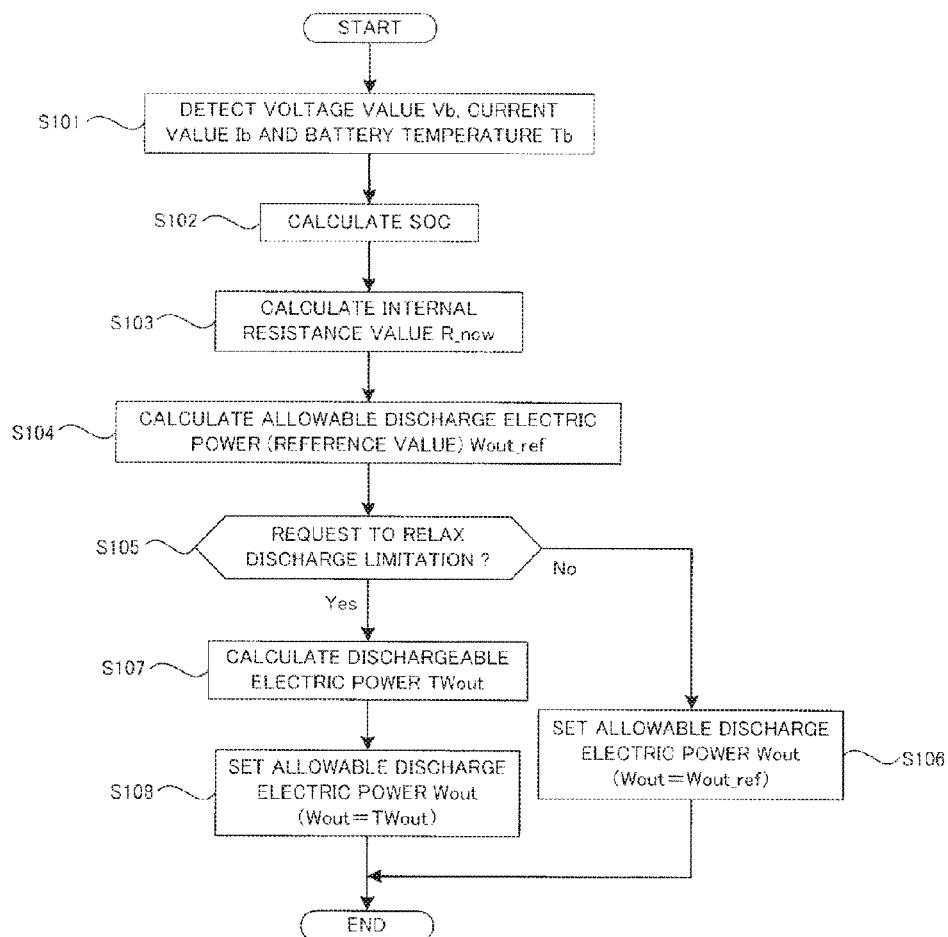 START
S101
DETECT VOLTAGE VALUE Vb, CURRENT
VALUE Ib AND BATTERY TEMPERATURE Tb
S102
CALCULATE SOC
S103
CALCULATE INTERNAL
RESISTANCE VALUE R_now
S104
CALCULATE ALLOWABLE DISCHARGE ELECTRIC
POWER (REFERENCE VALUE) Wout_ref
S105
REQUEST TO RELAX
DISCHARGE LIMITATION ?
No
Yes
S107
CALCULATE DISCHARGEABLE
ELECTRIC POWER TWout
SET ALLOWABLE DISCHARGE
ELECTRIC POWER Wout
(Wout=Wout_ref)
S106
S108
SET ALLOWABLE DISCHARGE
ELECTRIC POWER Wout
(Wout=TWout)
END